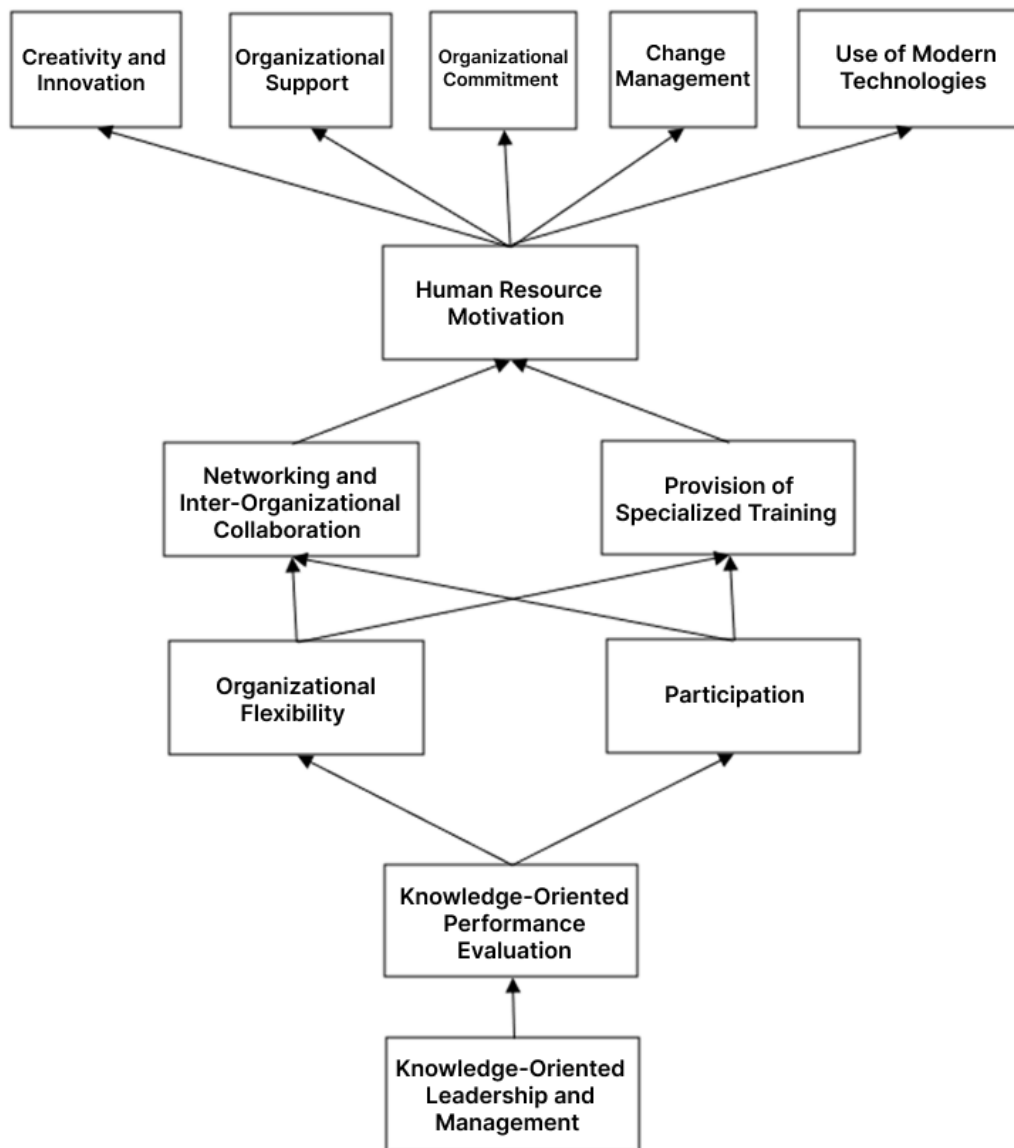 Creativity and
Innovation
Organizational
Support
Organizational
Commitment
Change
Management
Use of Modern
Technologies
Human Resource
Motivation
Networking and
Inter-Organizational
Collaboration
Provision of
Specialized Training
Organizational
Flexibility
Participation
Knowledge-Oriented
Performance
Evaluation
Knowledge-Oriented
Leadership and
Management